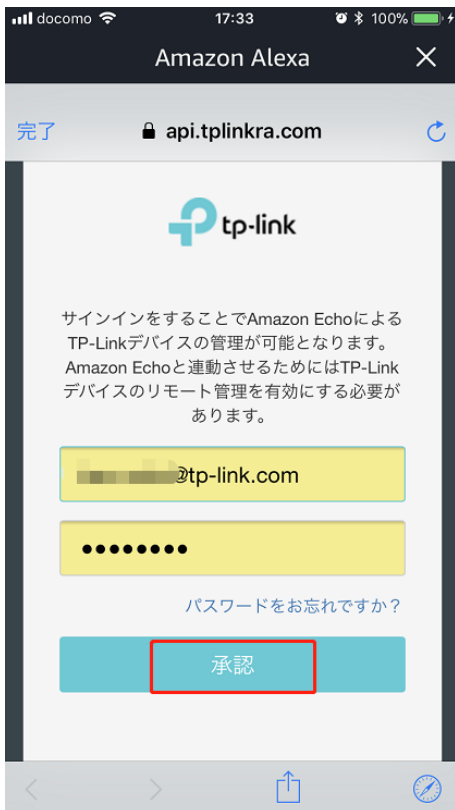 docomo 17:33 100%
Amazon Alexa
完了 api.tplinkra.com
tp-link
サインインをすることでAmazon Echoによる
TP-Linkデバイスの管理が可能となります。
Amazon Echoと連動させるためにはTP-Link
デバイスのリモート管理を有効にする必要が
あります。
@tp-link.com
••••••••
パスワードをお忘れですか？
承認